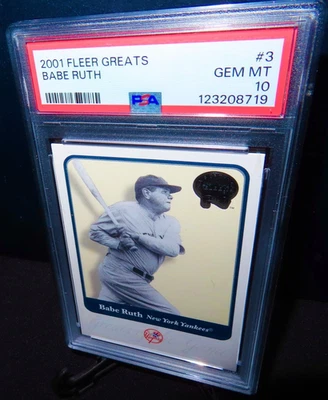 2001 FLEER GREATS #3
BABE RUTH GEM MT
10
PSA 123208719
Babe Ruth New York Yankees®